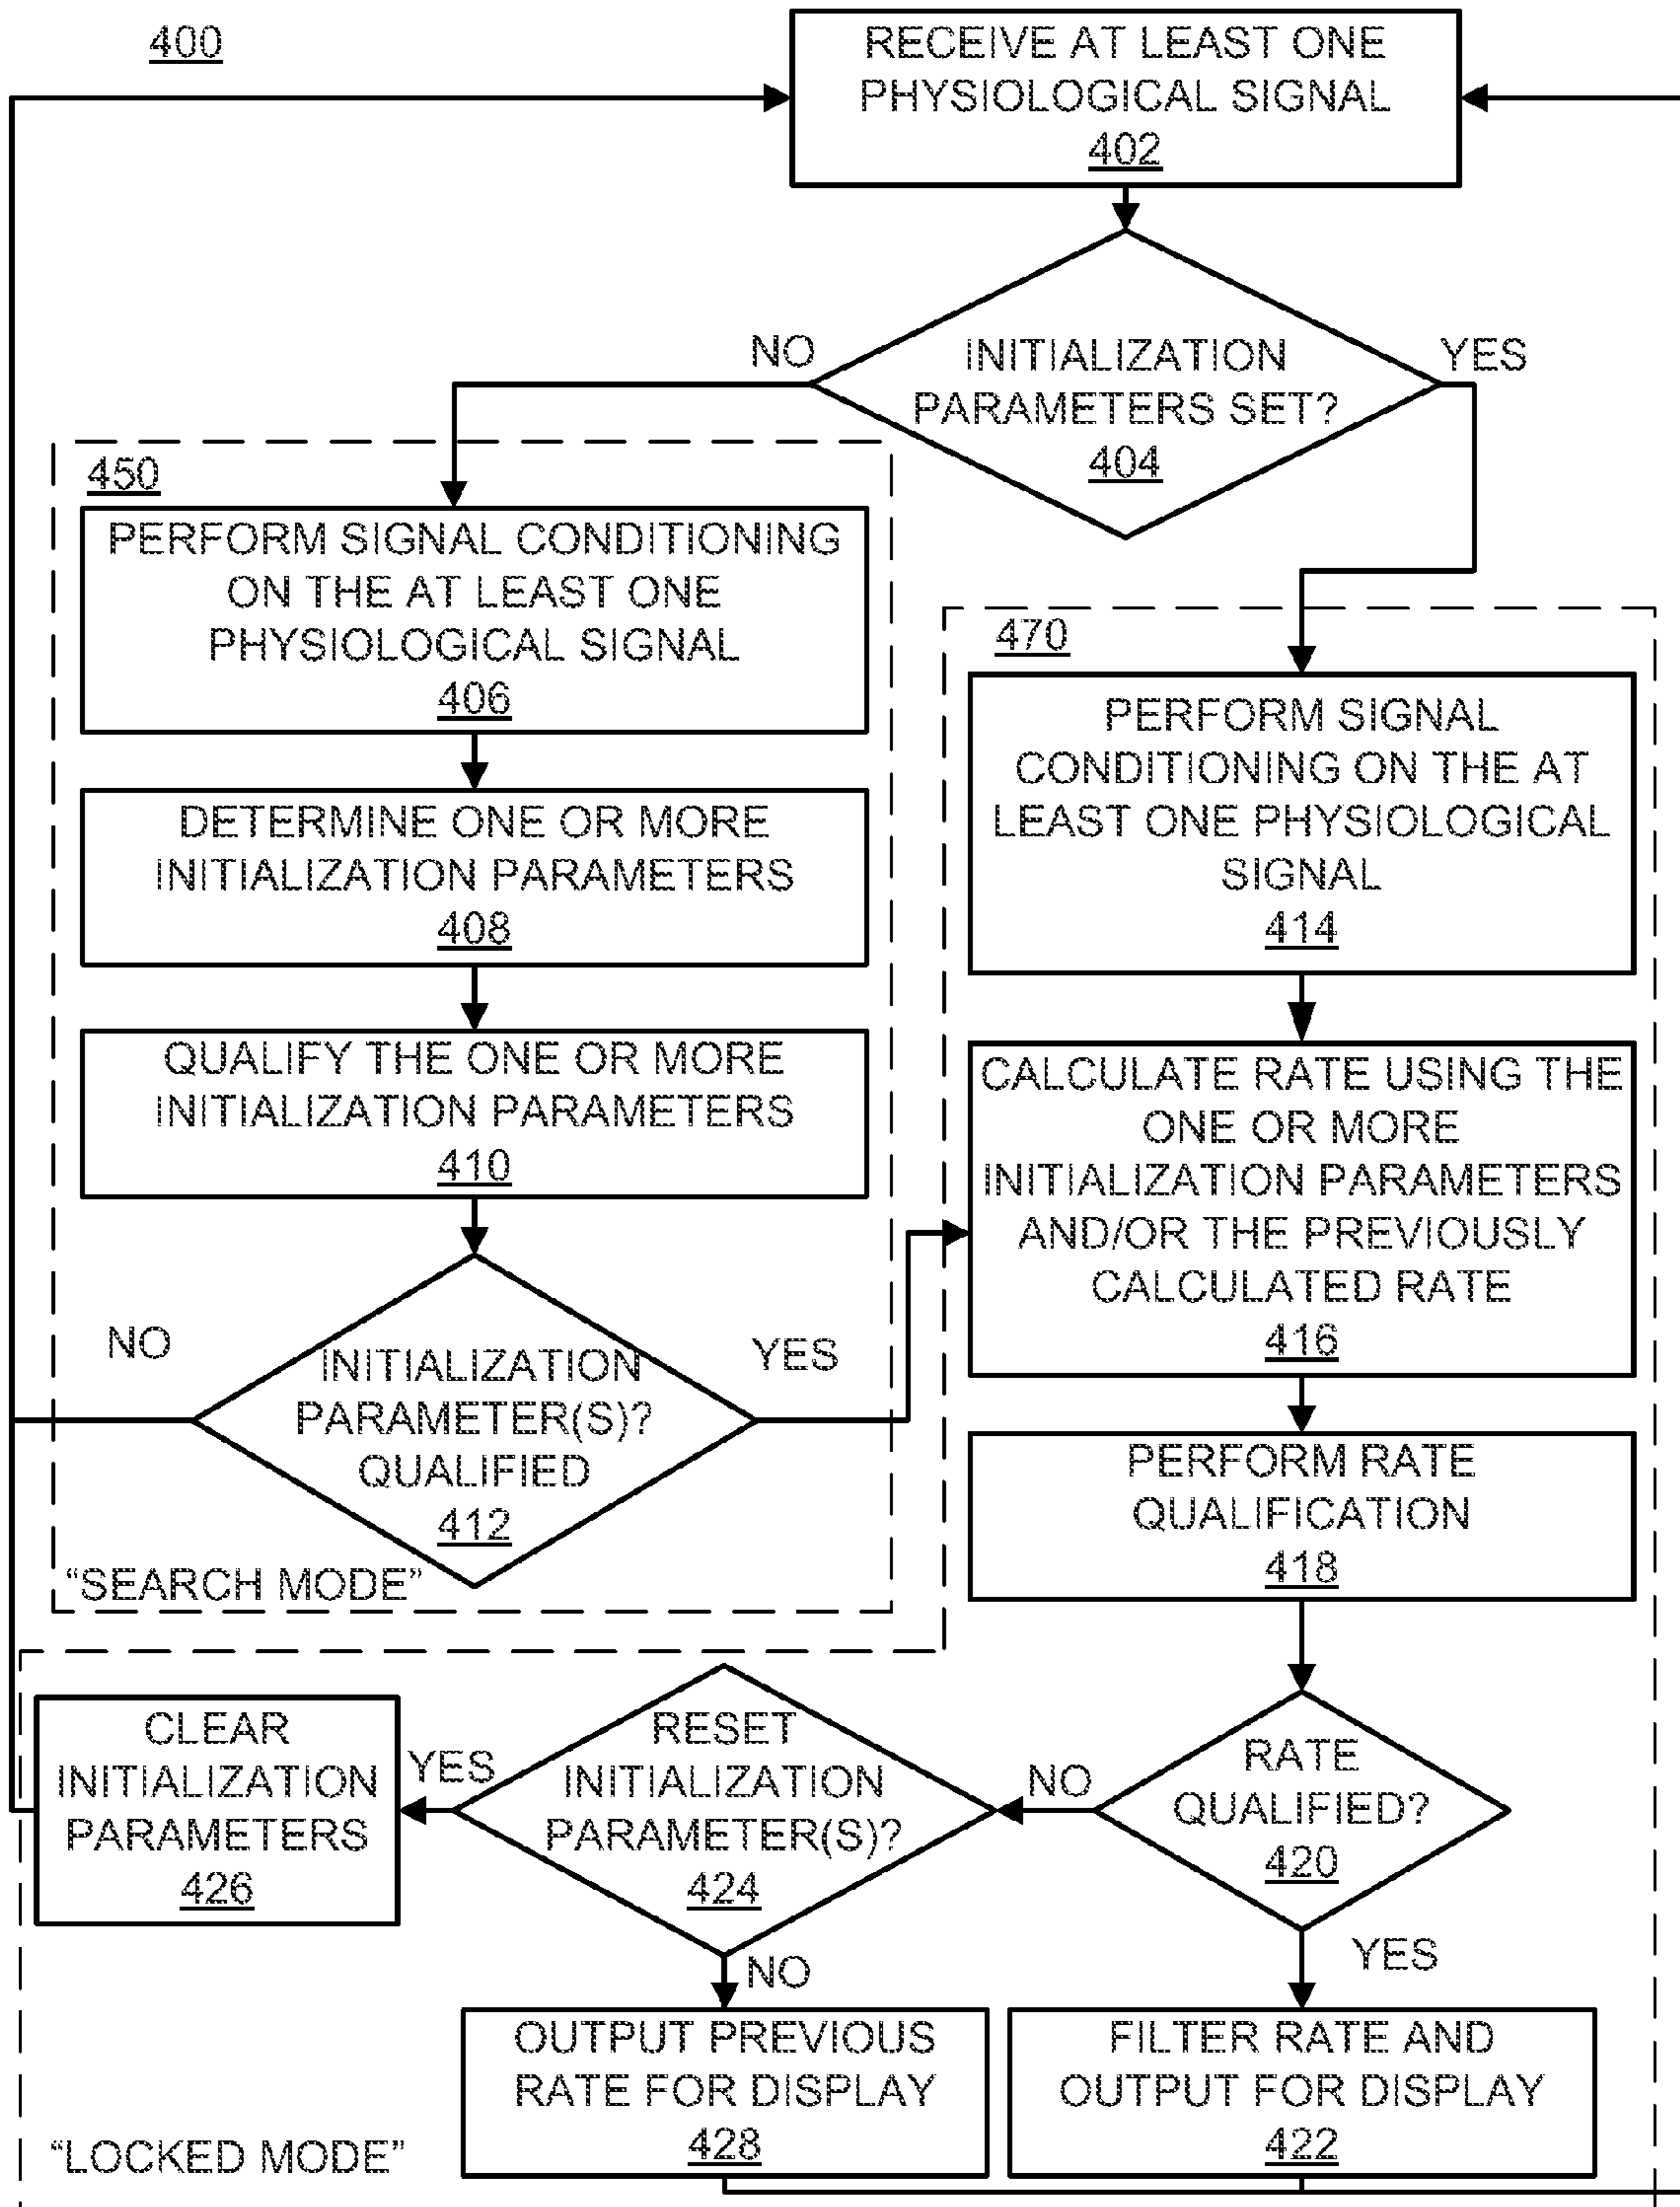 400
RECEIVE AT LEAST ONE
PHYSIOLOGICAL SIGNAL
402
NO
INITIALIZATION
PARAMETERS SET?
404
YES
450
PERFORM SIGNAL CONDITIONING
ON THE AT LEAST ONE
PHYSIOLOGICAL SIGNAL
406
DETERMINE ONE OR MORE
INITIALIZATION PARAMETERS
408
QUALIFY THE ONE OR MORE
INITIALIZATION PARAMETERS
410
NO
INITIALIZATION
PARAMETER(S)?
QUALIFIED
412
YES
"SEARCH MODE"
470
PERFORM SIGNAL
CONDITIONING ON THE AT
LEAST ONE PHYSIOLOGICAL
SIGNAL
414
CALCULATE RATE USING THE
ONE OR MORE
INITIALIZATION PARAMETERS
AND/OR THE PREVIOUSLY
CALCULATED RATE
416
PERFORM RATE
QUALIFICATION
418
RATE
QUALIFIED?
420
NO
YES
RESET
INITIALIZATION
PARAMETER(S)?
424
YES
NO
CLEAR
INITIALIZATION
PARAMETERS
426
OUTPUT PREVIOUS
RATE FOR DISPLAY
428
FILTER RATE AND
OUTPUT FOR DISPLAY
422
"LOCKED MODE"